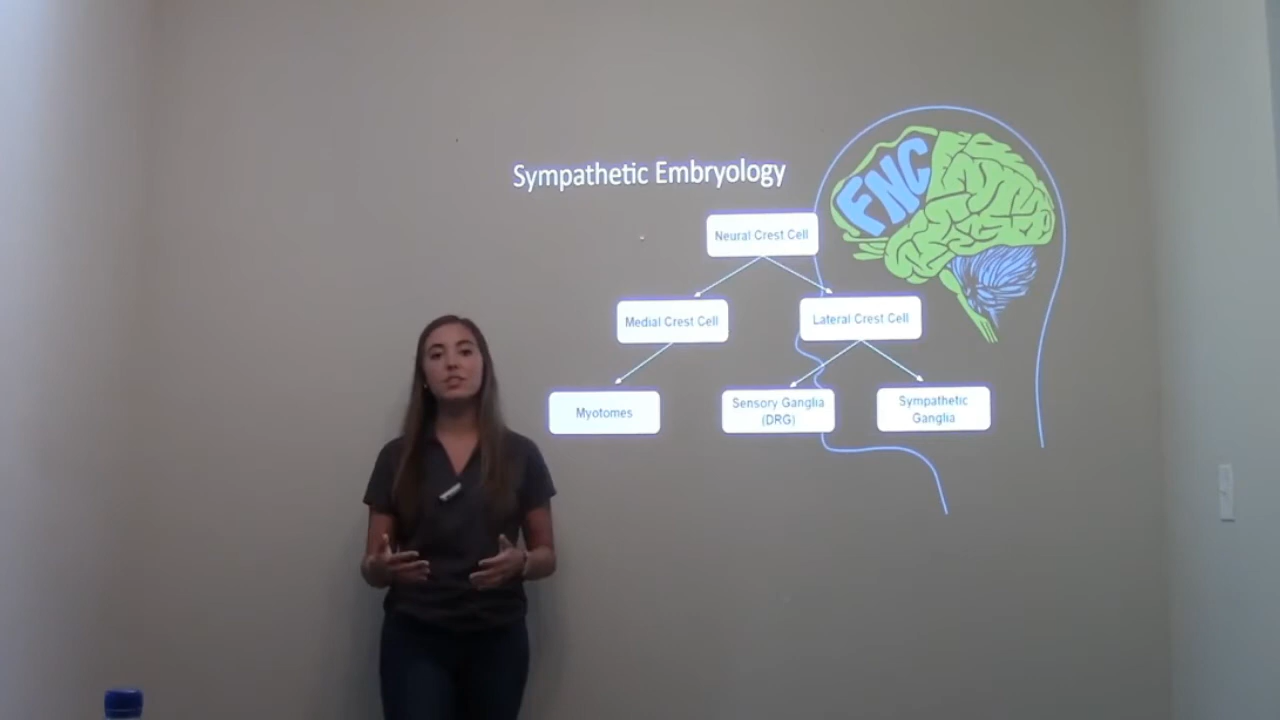 Sympathetic Embryology
FNC
Neural Crest Cell
Medial Crest Cell
Lateral Crest Cell
Myotomes
Sensory Ganglia
(DRG)
Sympathetic
Ganglia